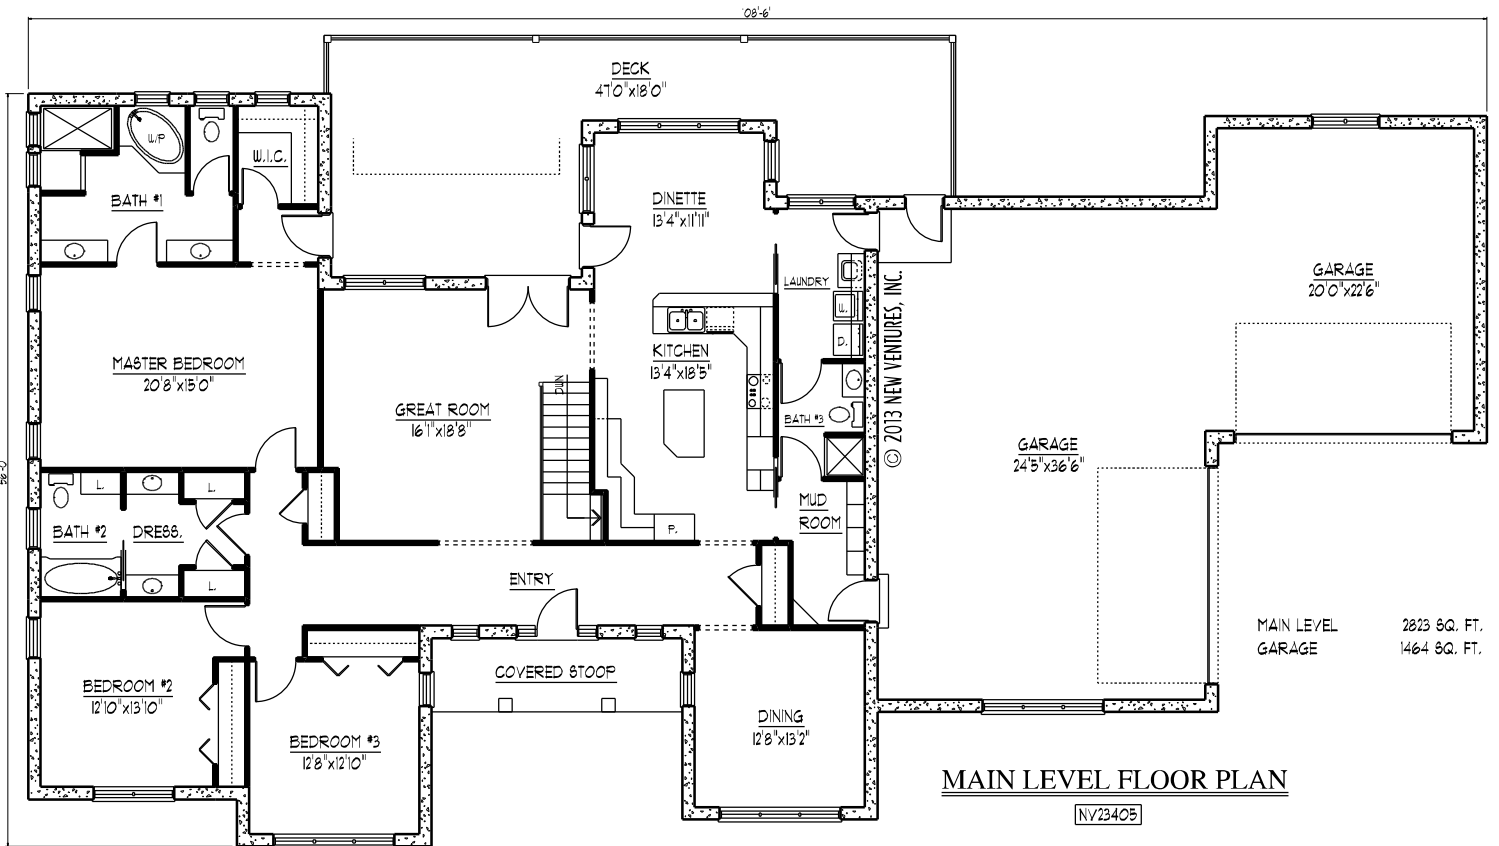 '08'-6'
DECK
47'0"x18'0"
W/P
W.I.C.
BATH #1
DINETTE
13'4"x11'11"
GARAGE
20'0"x22'6"
LAUNDRY
W.
D.
© 2013 NEW VENTURES, INC.
MASTER BEDROOM
20'8"x15'0"
KITCHEN
13'4"x18'5"
DWN
GREAT ROOM
16'1"x18'8"
BATH #3
GARAGE
24'5"x36'6"
L.
L.
BATH #2
DRESS.
L.
P.
MUD
ROOM
ENTRY
MAIN LEVEL 2823 SQ. FT.
GARAGE 1464 SQ. FT.
COVERED STOOP
BEDROOM #2
12'10"x13'10"
BEDROOM #3
12'8"x12'10"
DINING
12'8"x13'2"
MAIN LEVEL FLOOR PLAN
NV23405